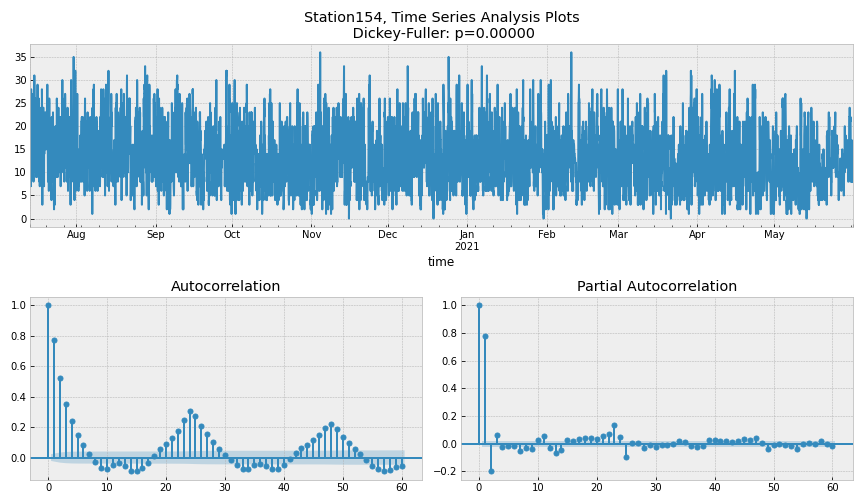 Station154, Time Series Analysis Plots
Dickey-Fuller: p=0.00000
35
30
25
20
15
10
5
0
Aug Sep Oct Nov Dec Jan Feb Mar Apr May
2021
time
Autocorrelation
1.0
0.8
0.6
0.4
0.2
0.0
0 10 20 30 40 50 60
Partial Autocorrelation
1.0
0.8
0.6
0.4
0.2
0.0
−0.2
0 10 20 30 40 50 60